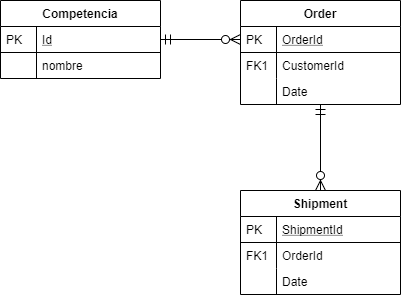 Competencia
PK Id
nombre
Order
PK OrderId
FK1 CustomerId
Date
Shipment
PK ShipmentId
FK1 OrderId
Date